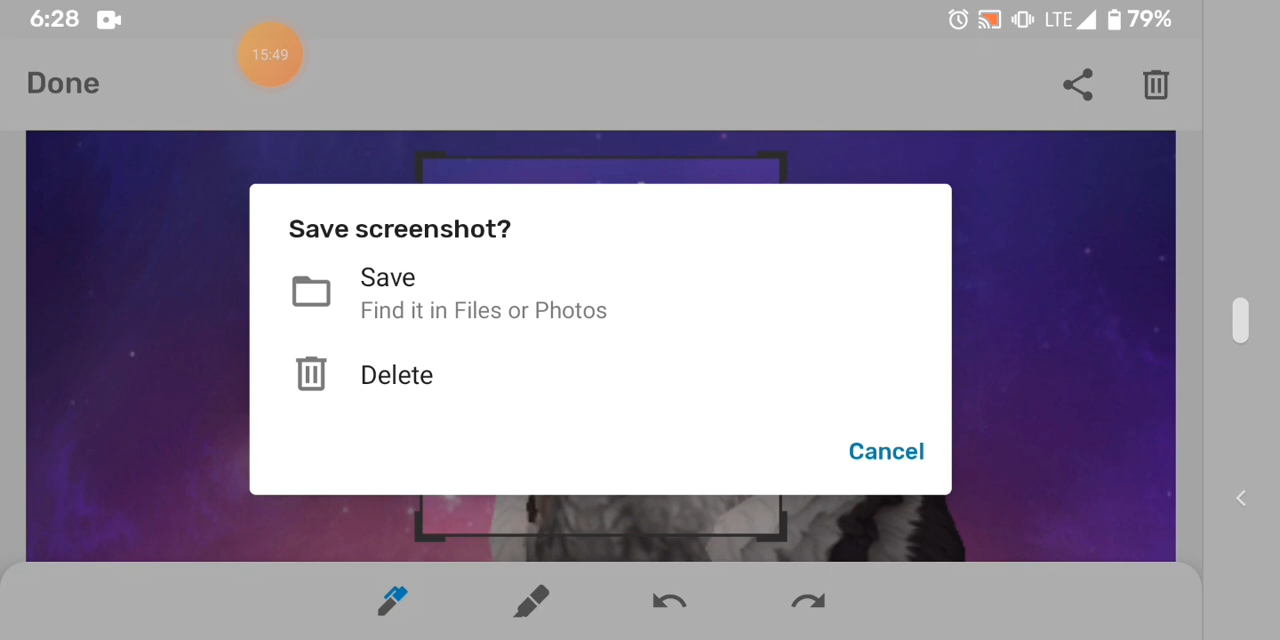 6:28
LTE
79%
15:49
Done
Save screenshot?
Save
Find it in Files or Photos
Delete
Cancel